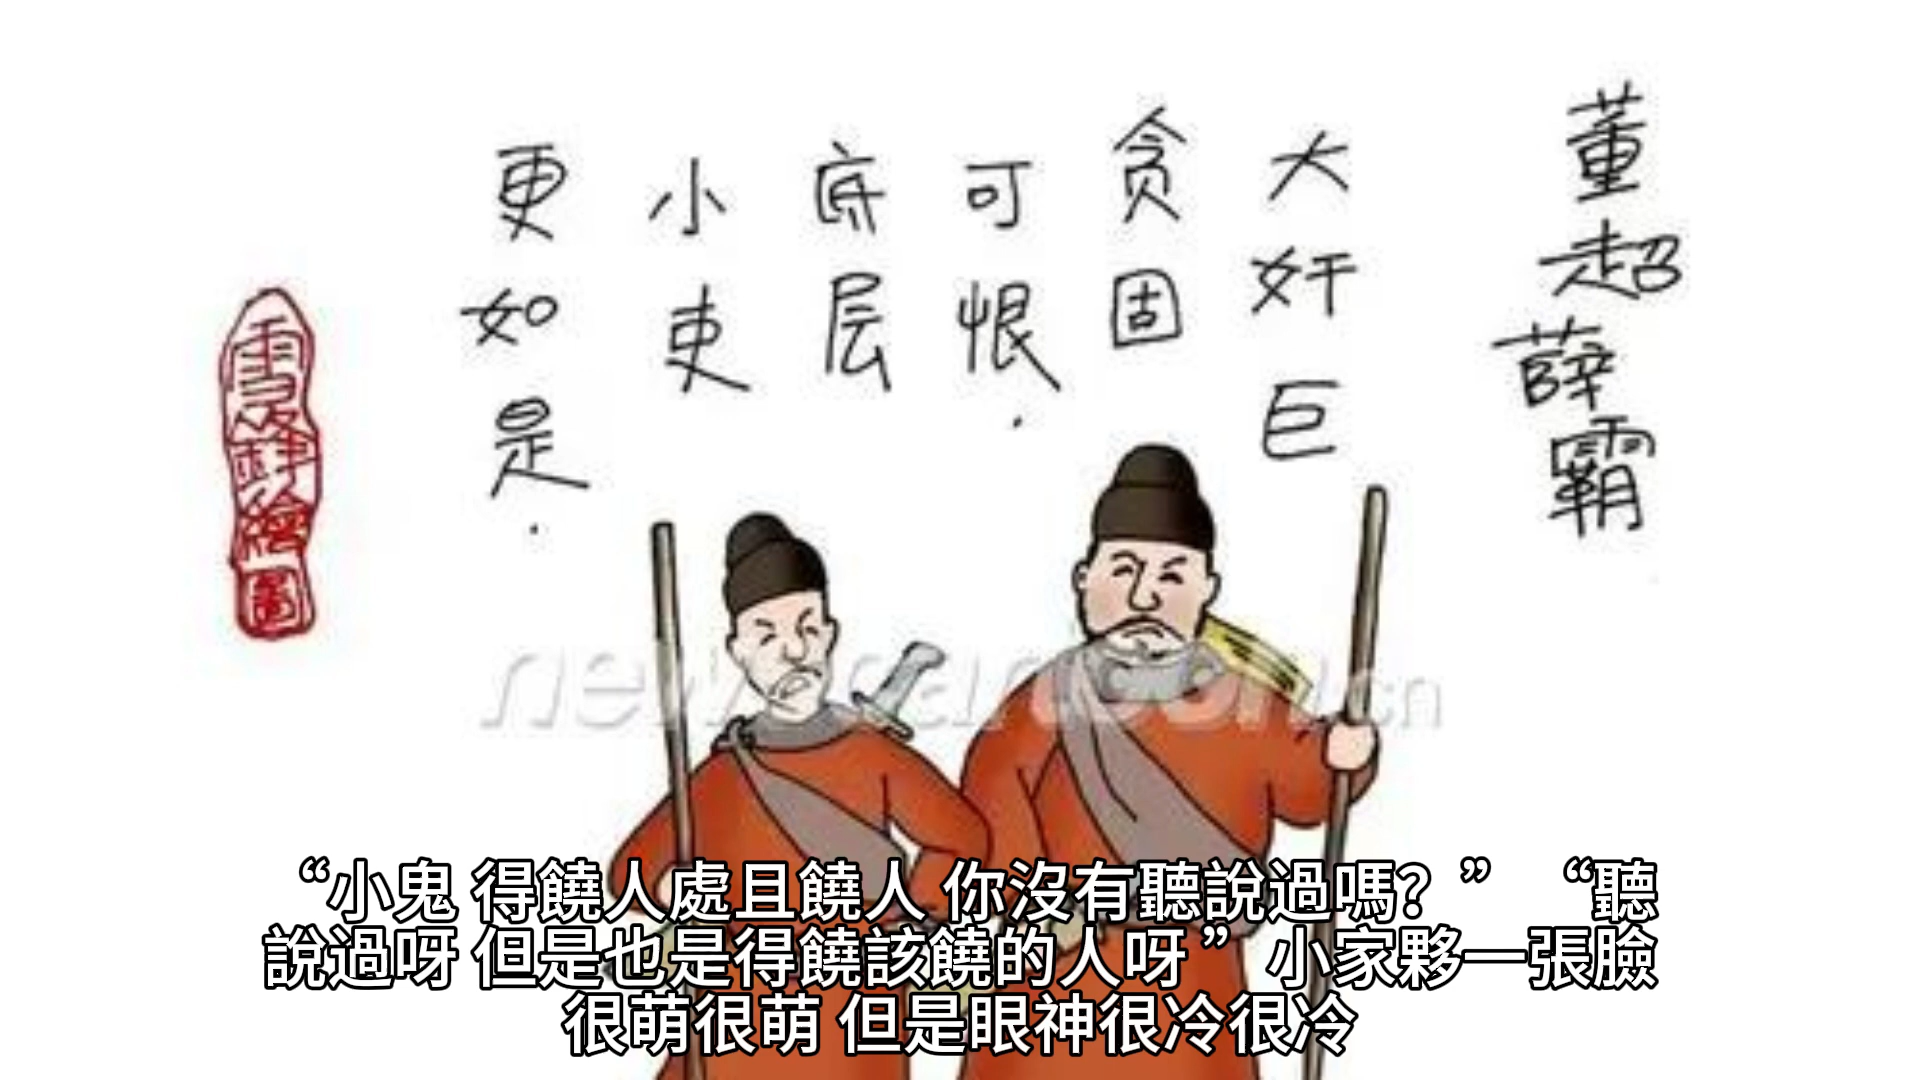 董超薛霸
大奸巨
贪固
可恨.
底层
小吏
更如是.
“小鬼 得饒人處且饒人 你沒有聽說過嗎？” “聽
說過呀 但是也是得饒該饒的人呀 ” 小家夥一張臉
很萌很萌 但是眼神很冷很冷